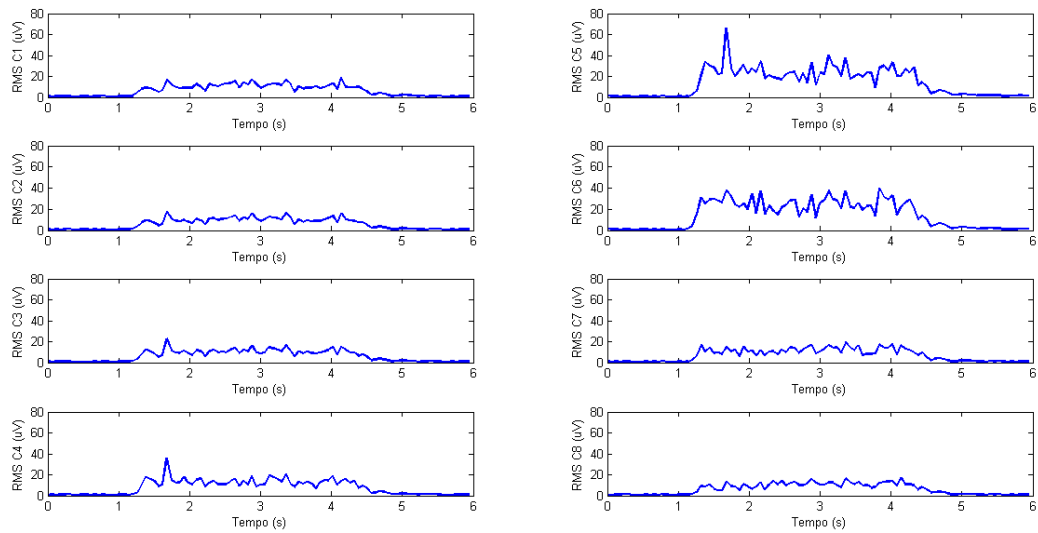 80
60
40
20
0
RMS C1 (uV)
0 1 2 3 4 5 6
Tempo (s)
80
60
40
20
0
RMS C2 (uV)
0 1 2 3 4 5 6
Tempo (s)
80
60
40
20
0
RMS C3 (uV)
0 1 2 3 4 5 6
Tempo (s)
80
60
40
20
0
RMS C4 (uV)
0 1 2 3 4 5 6
Tempo (s)
80
60
40
20
0
RMS C5 (uV)
0 1 2 3 4 5 6
Tempo (s)
80
60
40
20
0
RMS C6 (uV)
0 1 2 3 4 5 6
Tempo (s)
80
60
40
20
0
RMS C7 (uV)
0 1 2 3 4 5 6
Tempo (s)
80
60
40
20
0
RMS C8 (uV)
0 1 2 3 4 5 6
Tempo (s)